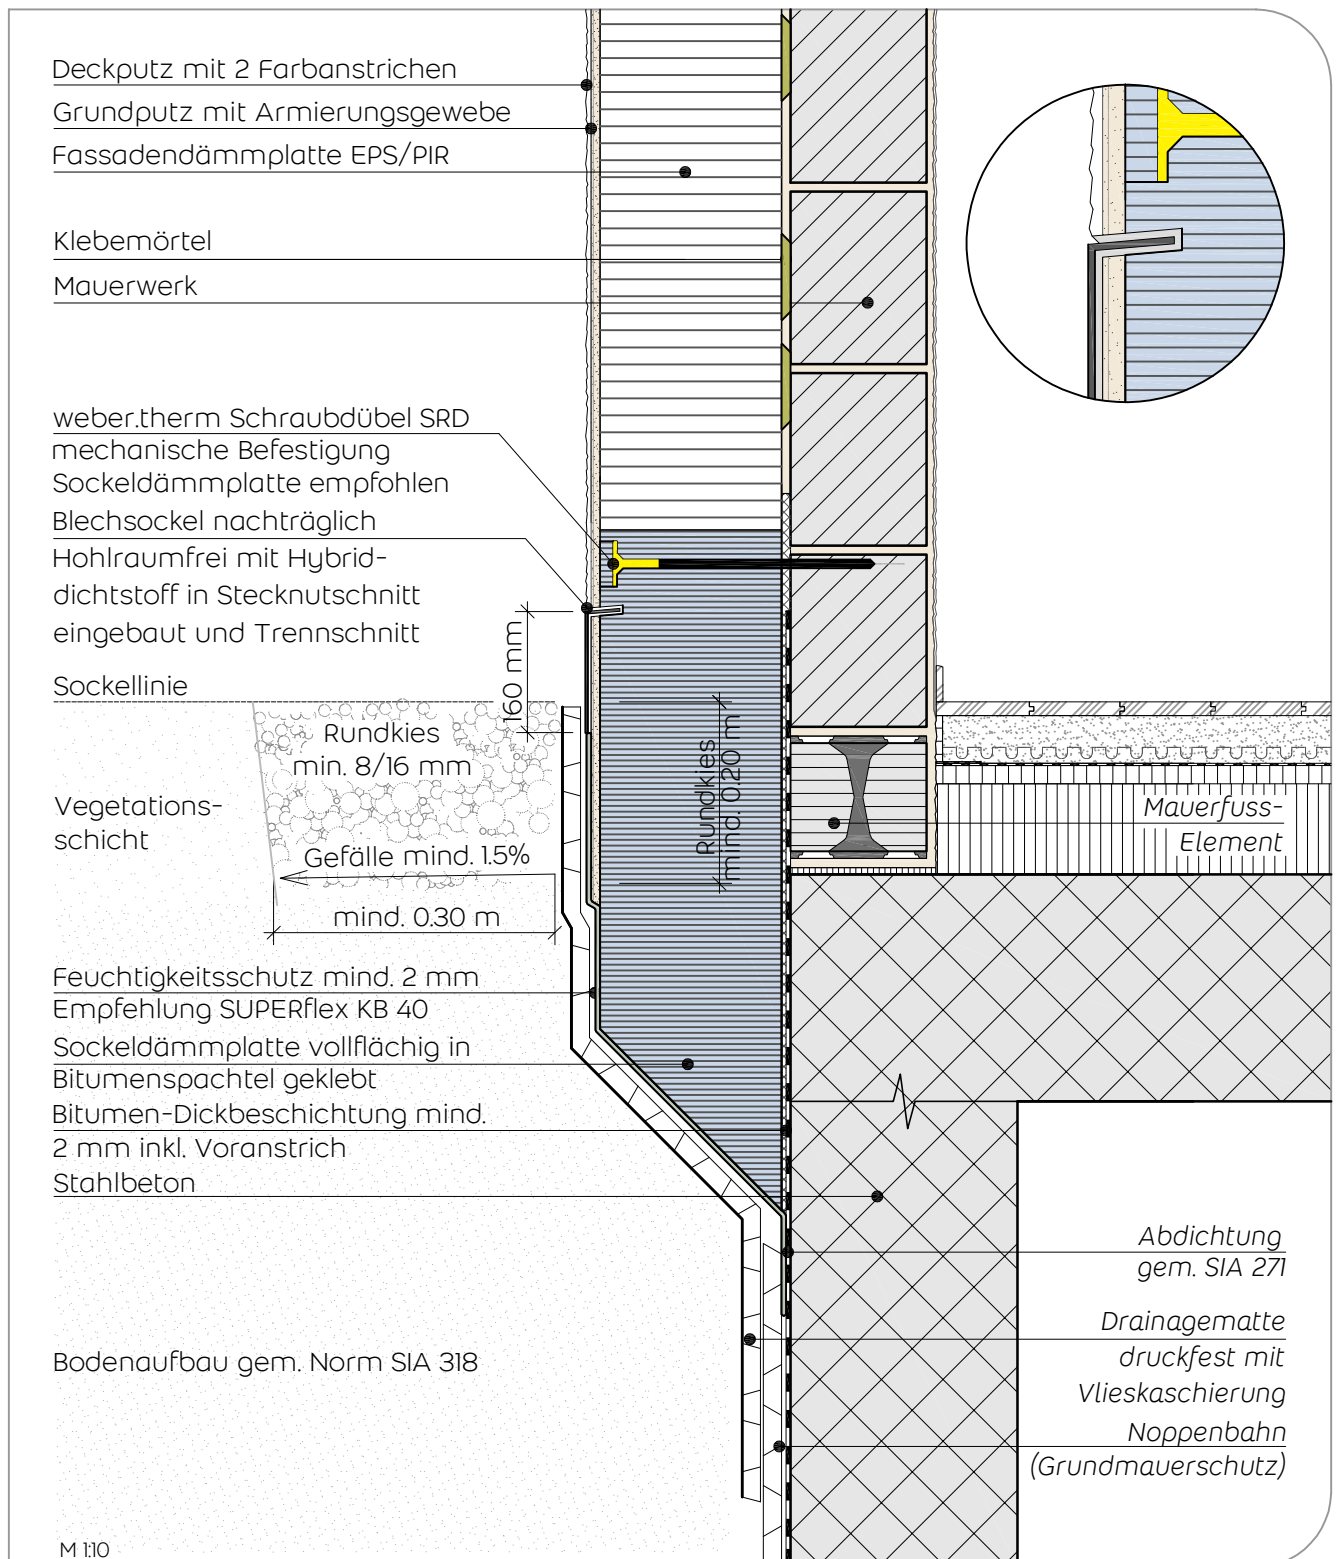 Deckputz mit 2 Farbanstrichen
Grundputz mit Armierungsgewebe
Fassadendämmplatte EPS/PIR
Klebemörtel
Mauerwerk
weber.therm Schraubdübel SRD
mechanische Befestigung
Sockeldämmplatte empfohlen
Blechsockel nachträglich
Hohlraumfrei mit Hybrid-
dichtstoff in Stecknutschnitt
eingebaut und Trennschnitt
160 mm
Sockellinie
Rundkies
min. 8/16 mm
Rundkies
mind. 0.20 m
Vegetations-
schicht
Gefälle mind. 1.5%
mind. 0.30 m
Mauerfuss-
Element
Feuchtigkeitsschutz mind. 2 mm
Empfehlung SUPERflex KB 40
Sockeldämmplatte vollflächig in
Bitumenspachtel geklebt
Bitumen-Dickbeschichtung mind.
2 mm inkl. Voranstrich
Stahlbeton
Abdichtung
gem. SIA 271
Drainagematte
druckfest mit
Vlieskaschierung
Noppenbahn
(Grundmauerschutz)
Bodenaufbau gem. Norm SIA 318
M 1:10